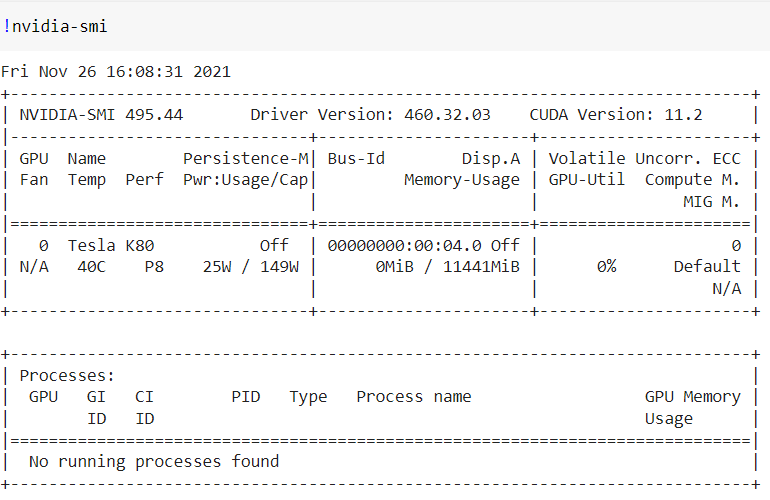 !nvidia-smi
Fri Nov 26 16:08:31 2021
+-----------------------------------------------------------------------------+
| NVIDIA-SMI 495.44       Driver Version: 460.32.03    CUDA Version: 11.2     |
|-------------------------------+----------------------+----------------------+
| GPU  Name        Persistence-M| Bus-Id        Disp.A | Volatile Uncorr. ECC |
| Fan  Temp  Perf  Pwr:Usage/Cap|         Memory-Usage | GPU-Util  Compute M. |
|                               |                      |               MIG M. |
|===============================+======================+======================|
|   0  Tesla K80           Off  | 00000000:00:04.0 Off |                    0 |
| N/A   40C    P8    25W / 149W |      0MiB / 11441MiB |      0%      Default |
|                               |                      |                  N/A |
+-------------------------------+----------------------+----------------------+
+-----------------------------------------------------------------------------+
| Processes:                                                                  |
|  GPU   GI   CI        PID   Type   Process name                  GPU Memory |
|        ID   ID                                                   Usage      |
|=============================================================================|
|  No running processes found                                                 |
+-----------------------------------------------------------------------------+